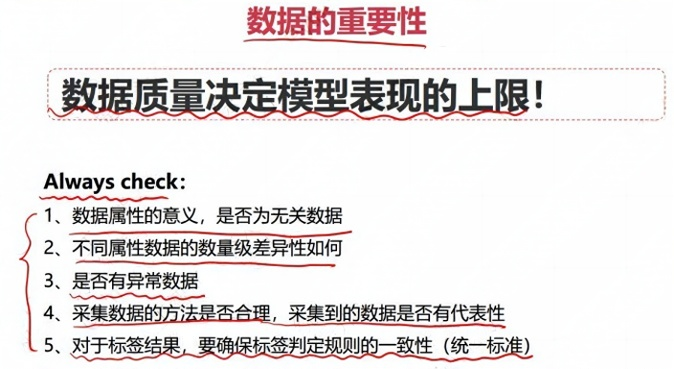 数据的重要性
数据质量决定模型表现的上限！
Always check：
1、数据属性的意义，是否为无关数据
2、不同属性数据的数量级差异性如何
3、是否有异常数据
4、采集数据的方法是否合理，采集到的数据是否有代表性
5、对于标签结果，要确保标签判定规则的一致性（统一标准）